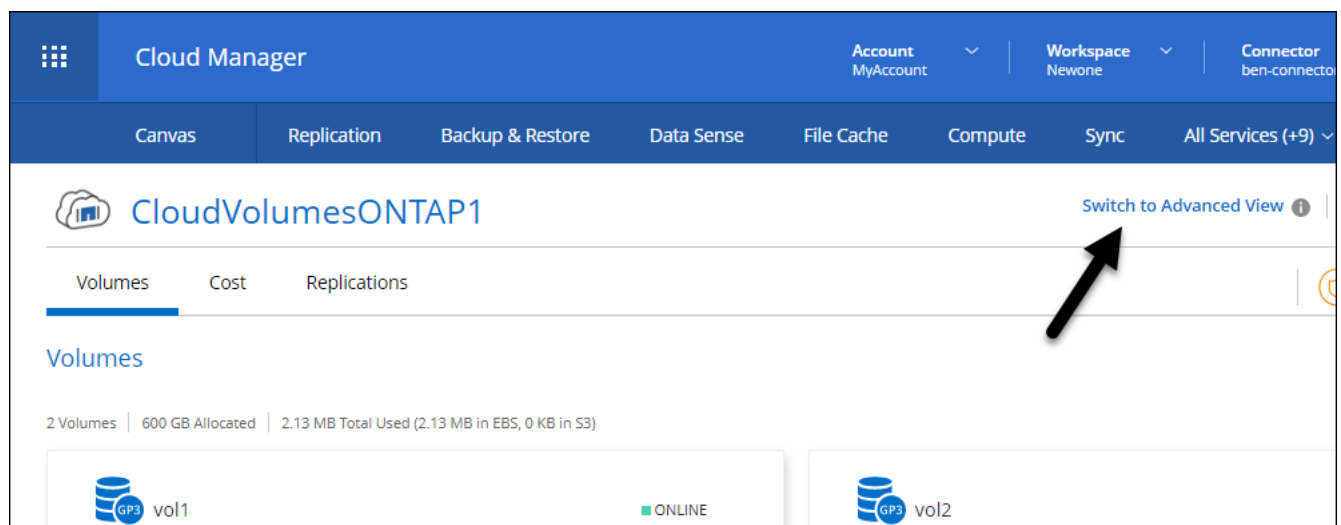 Cloud Manager
Account
MyAccount
Workspace
Newone
Connector
ben-connector
Canvas
Replication
Backup & Restore
Data Sense
File Cache
Compute
Sync
All Services (+9)
CloudVolumesONTAP1
Switch to Advanced View
Volumes
Cost
Replications
Volumes
2 Volumes | 600 GB Allocated | 2.13 MB Total Used (2.13 MB in EBS, 0 KB in S3)
GP3
vol1
ONLINE
GP3
vol2